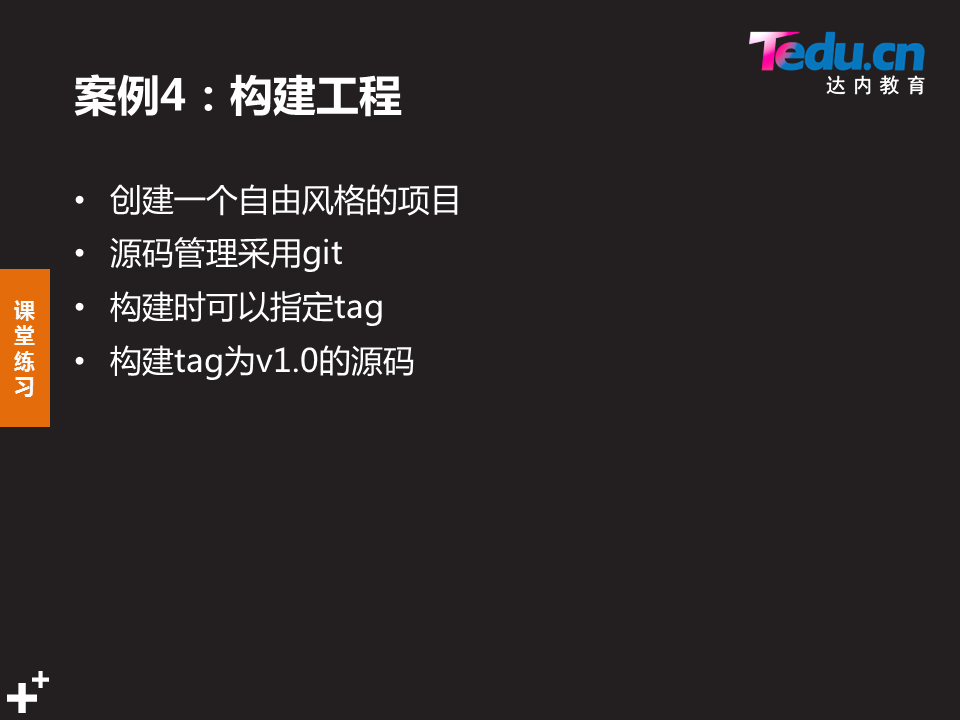 Tedu.cn
达内教育
案例4：构建工程
• 创建一个自由风格的项目
• 源码管理采用git
• 构建时可以指定tag
• 构建tag为v1.0的源码
课
堂
练
习